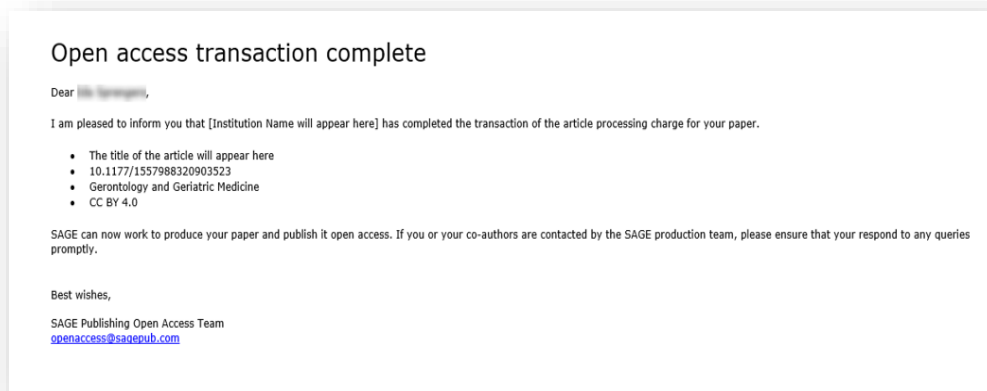 Open access transaction complete
Dear ,
I am pleased to inform you that [Institution Name will appear here] has completed the transaction of the article processing charge for your paper.
• The title of the article will appear here
• 10.1177/1557988320903523
• Gerontology and Geriatric Medicine
• CC BY 4.0
SAGE can now work to produce your paper and publish it open access. If you or your co-authors are contacted by the SAGE production team, please ensure that your respond to any queries
promptly.
Best wishes,
SAGE Publishing Open Access Team
openaccess@sagepub.com